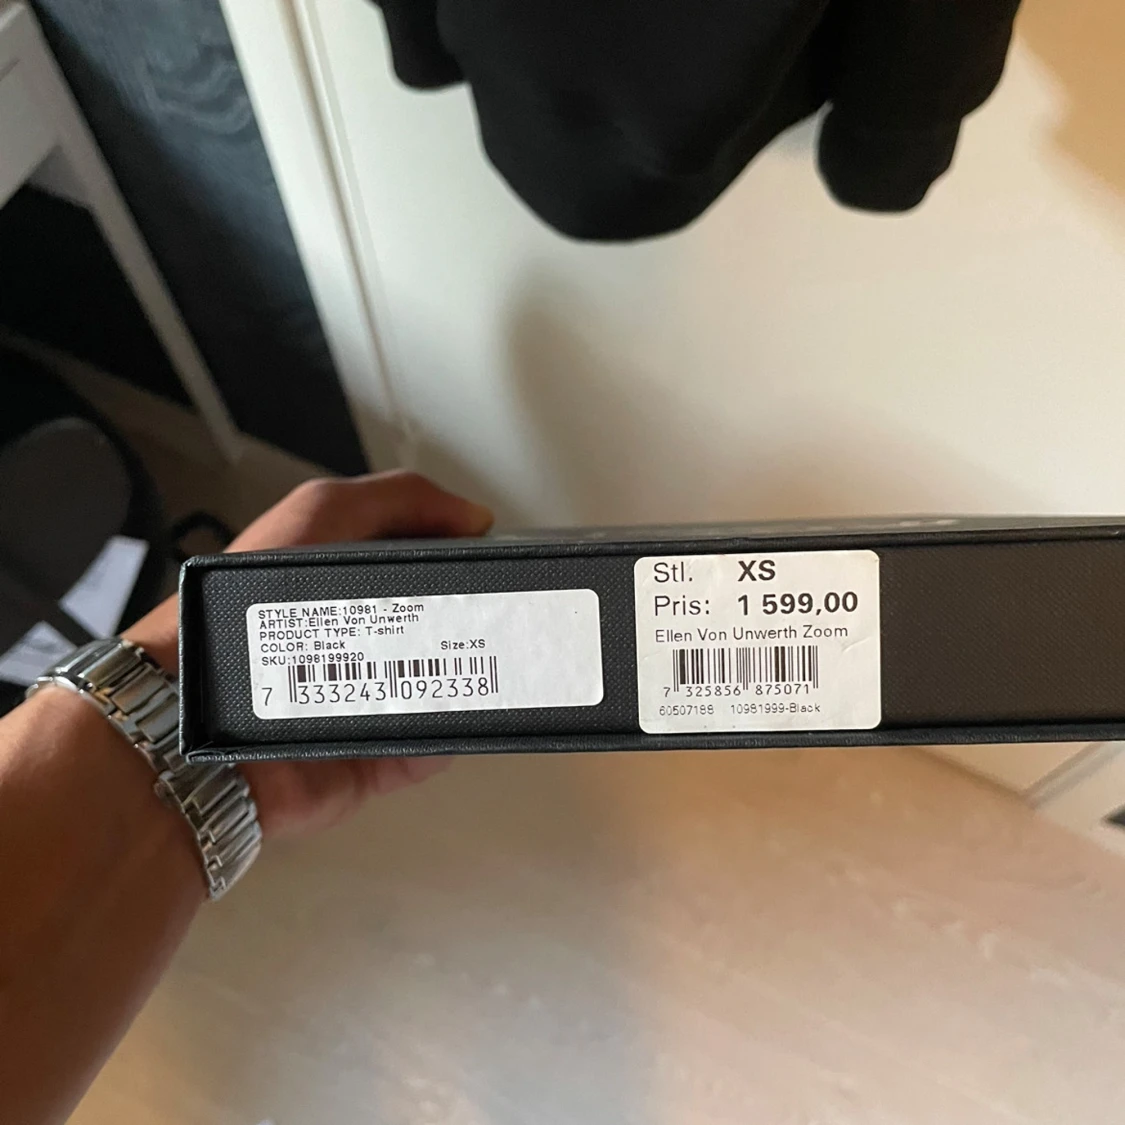 STYLE NAME:10981 - Zoom
ARTIST:Ellen Von Unwerth
PRODUCT TYPE: T-shirt
COLOR: Black Size:XS
SKU:1098199920
7 333243 092338
Stl. XS
Pris: 1 599,00
Ellen Von Unwerth Zoom
7 325856 875071
60507188 10981999-Black